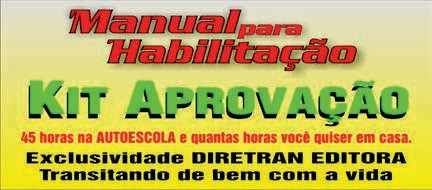 Manual para
Habilitação
KIT APROVAÇÃO
45 horas na AUTOESCOLA e quantas horas você quiser em casa.
Exclusividade DIRETRAN EDITORA
Transitando de bem com a vida